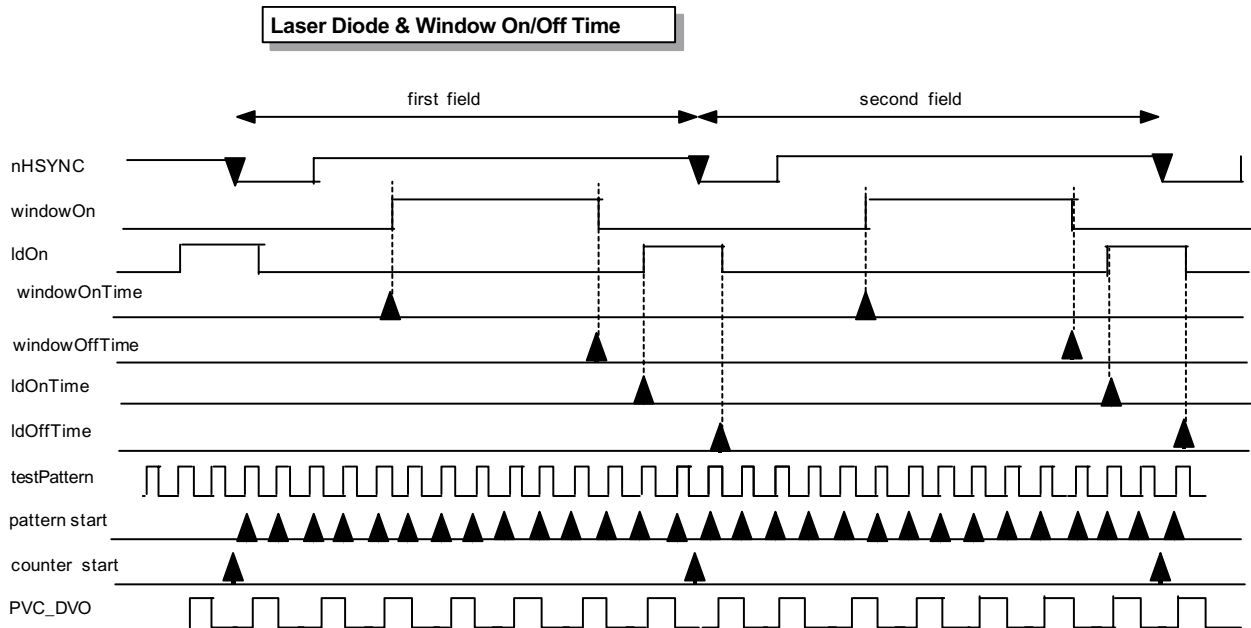 Laser Diode & Window On/Off Time
first field
second field
nHSYNC
windowOn
ldOn
windowOnTime
windowOffTime
ldOnTime
ldOffTime
testPattern
pattern start
counter start
PVC_DVO